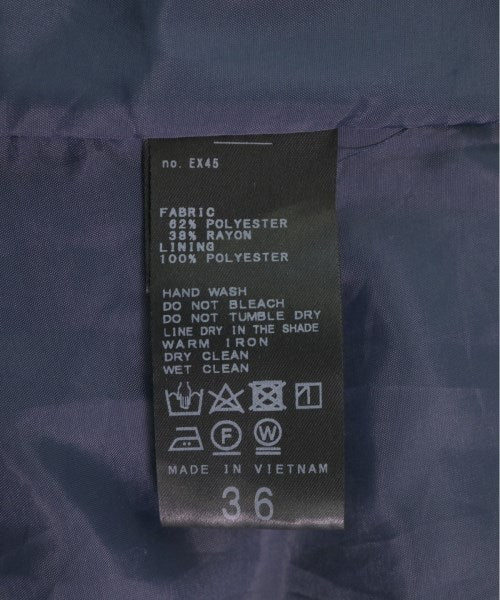 no. EX45
FABRIC
62% POLYESTER
38% RAYON
LINING
100% POLYESTER
HAND WASH
DO NOT BLEACH
DO NOT TUMBLE DRY
LINE DRY IN THE SHADE
WARM IRON
DRY CLEAN
WET CLEAN
F W
MADE IN VIETNAM
36